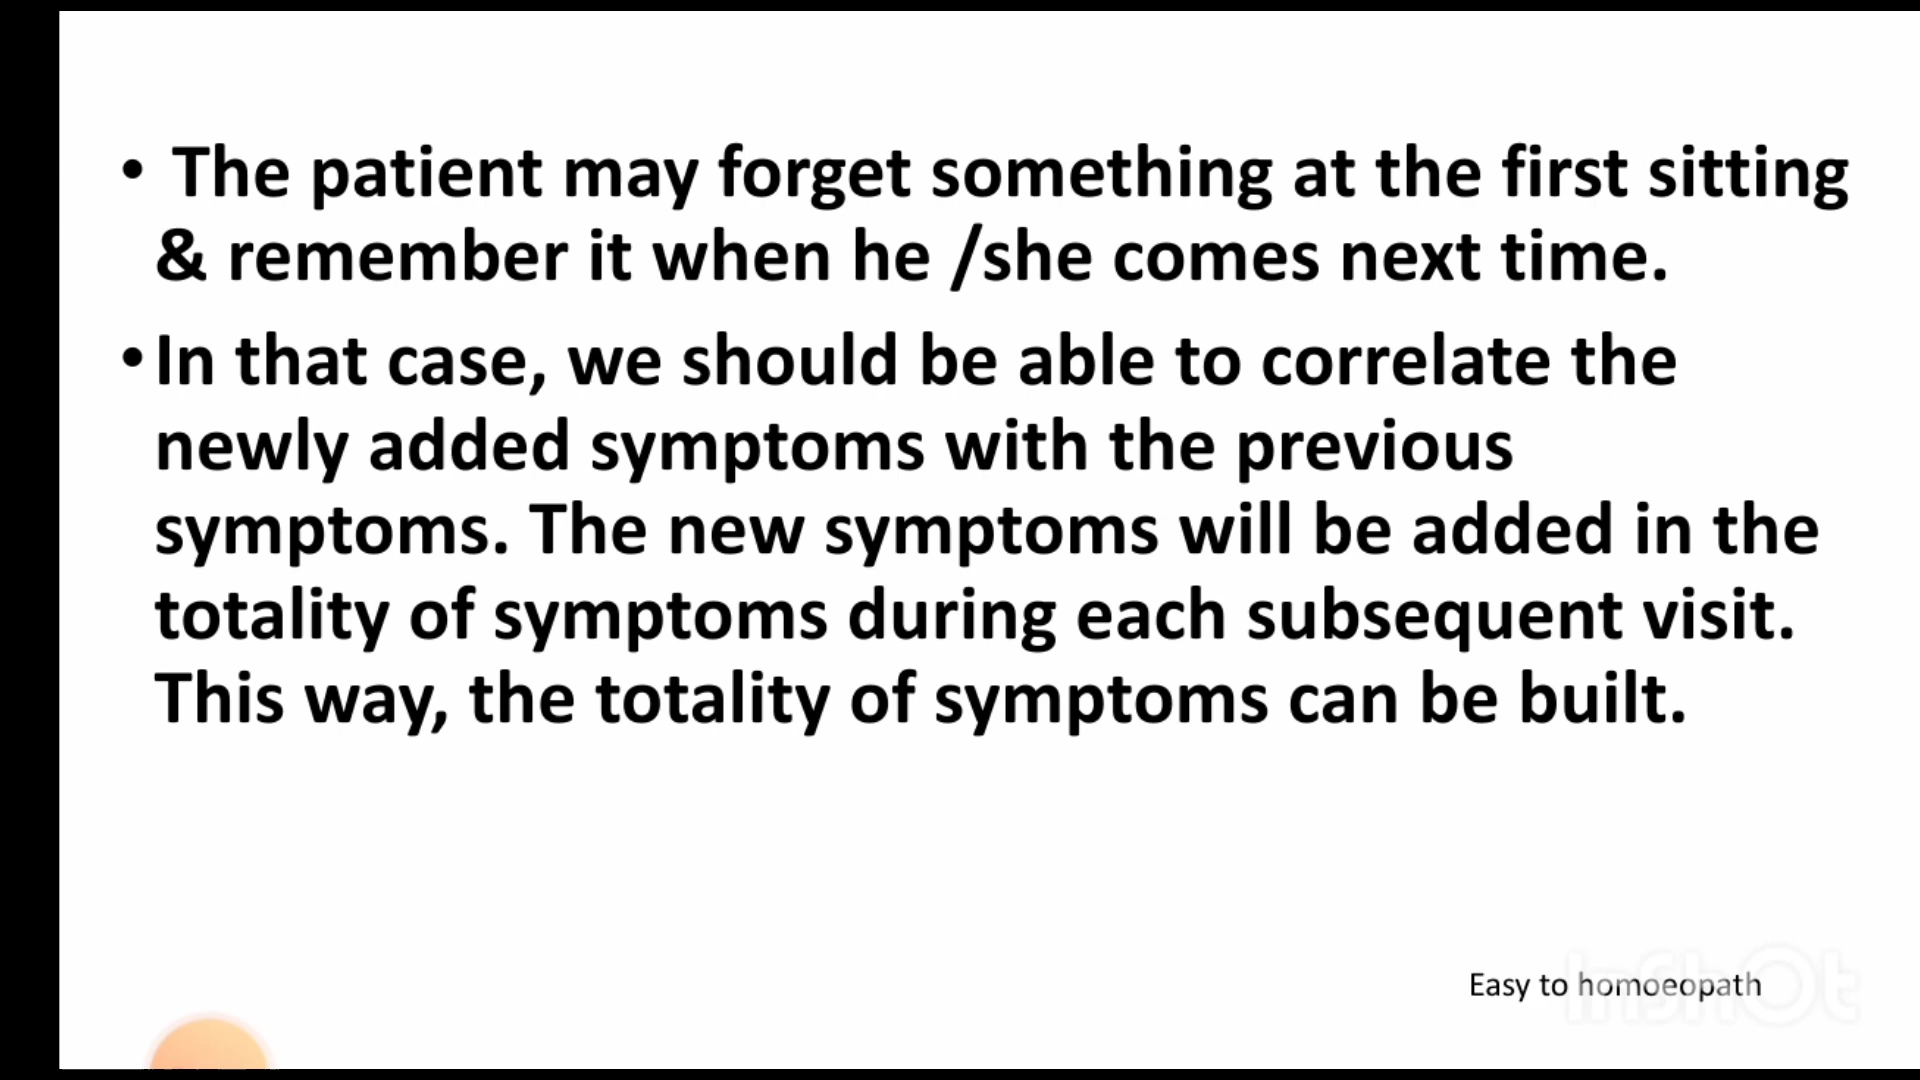 • The patient may forget something at the first sitting
& remember it when he /she comes next time.
• In that case, we should be able to correlate the
newly added symptoms with the previous
symptoms. The new symptoms will be added in the
totality of symptoms during each subsequent visit.
This way, the totality of symptoms can be built.
Easy to homoeopath
InShOt